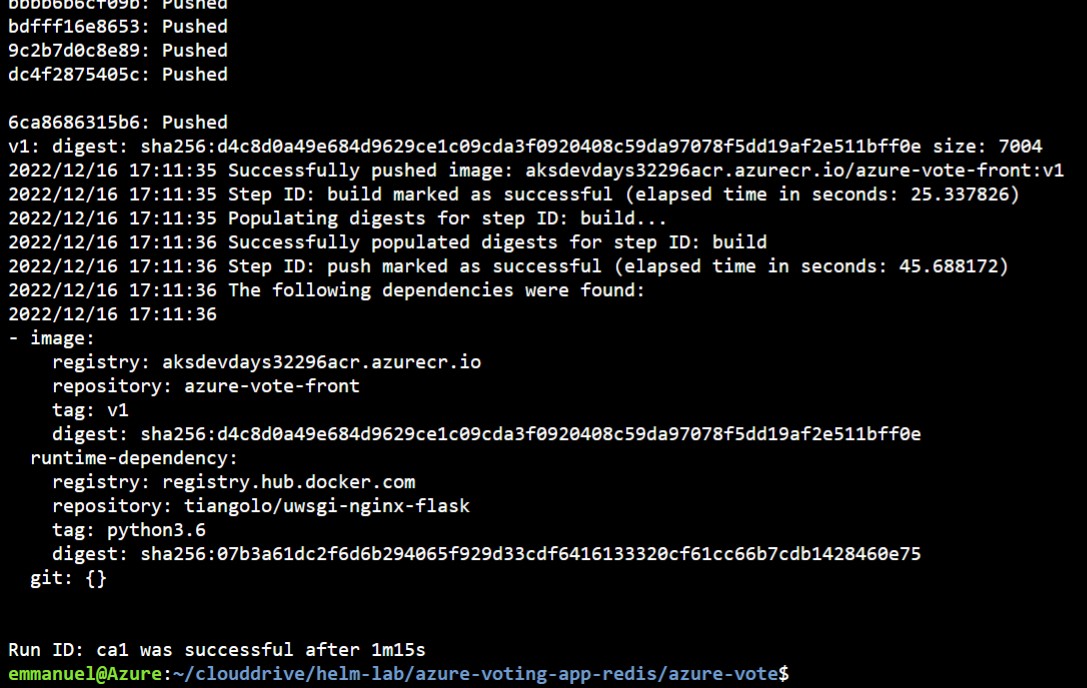 bbbb6b6cf09b: Pushed
bdfff16e8653: Pushed
9c2b7d0c8e89: Pushed
dc4f2875405c: Pushed
6ca8686315b6: Pushed
v1: digest: sha256:d4c8d0a49e684d9629ce1c09cda3f0920408c59da97078f5dd19af2e511bff0e size: 7004
2022/12/16 17:11:35 Successfully pushed image: aksdevdays32296acr.azurecr.io/azure-vote-front:v1
2022/12/16 17:11:35 Step ID: build marked as successful (elapsed time in seconds: 25.337826)
2022/12/16 17:11:35 Populating digests for step ID: build...
2022/12/16 17:11:36 Successfully populated digests for step ID: build
2022/12/16 17:11:36 Step ID: push marked as successful (elapsed time in seconds: 45.688172)
2022/12/16 17:11:36 The following dependencies were found:
2022/12/16 17:11:36
- image:
    registry: aksdevdays32296acr.azurecr.io
    repository: azure-vote-front
    tag: v1
    digest: sha256:d4c8d0a49e684d9629ce1c09cda3f0920408c59da97078f5dd19af2e511bff0e
  runtime-dependency:
    registry: registry.hub.docker.com
    repository: tiangolo/uwsgi-nginx-flask
    tag: python3.6
    digest: sha256:07b3a61dc2f6d6b294065f929d33cdf6416133320cf61cc66b7cdb1428460e75
  git: {}
Run ID: ca1 was successful after 1m15s
emmanuel@Azure:~/clouddrive/helm-lab/azure-voting-app-redis/azure-vote$